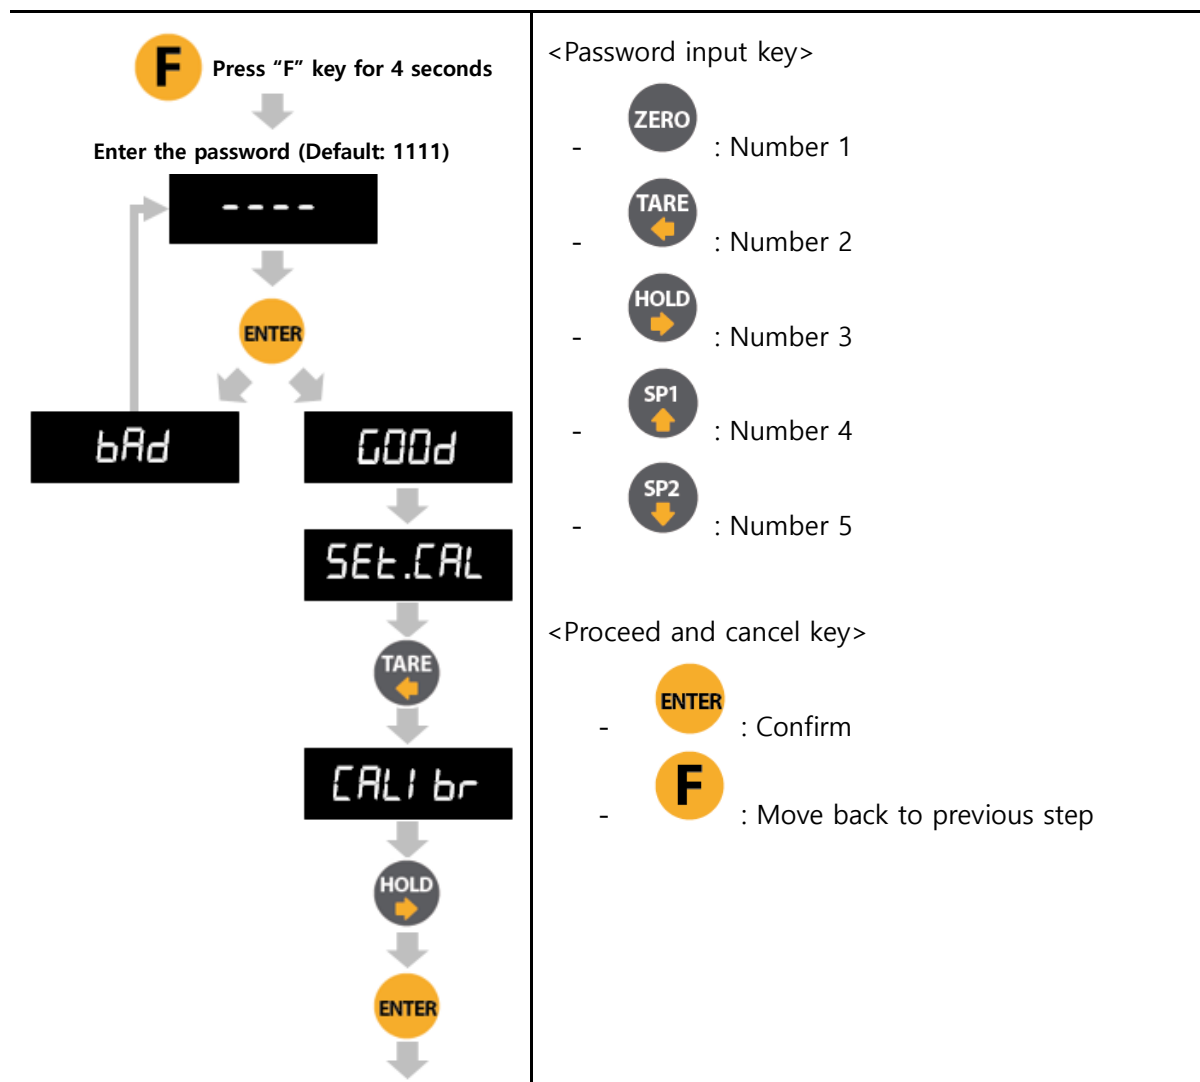 F Press “F” key for 4 seconds
Enter the password (Default: 1111)
----
ENTER
bAd
GOOd
SEt.CAL
TARE
CALI br
HOLD
ENTER
<Password input key>
- ZERO : Number 1
- TARE : Number 2
- HOLD : Number 3
- SP1 : Number 4
- SP2 : Number 5
<Proceed and cancel key>
- ENTER : Confirm
- F : Move back to previous step